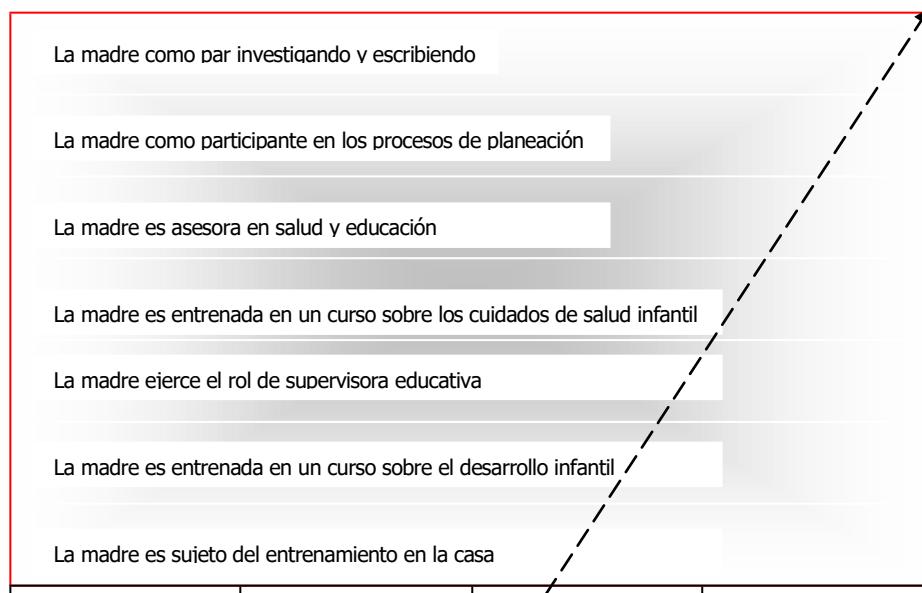 La madre como par investigando y escribiendo
La madre como participante en los procesos de planeación
La madre es asesora en salud y educación
La madre es entrenada en un curso sobre los cuidados de salud infantil
La madre ejerce el rol de supervisora educativa
La madre es entrenada en un curso sobre el desarrollo infantil
La madre es sujeto del entrenamiento en la casa